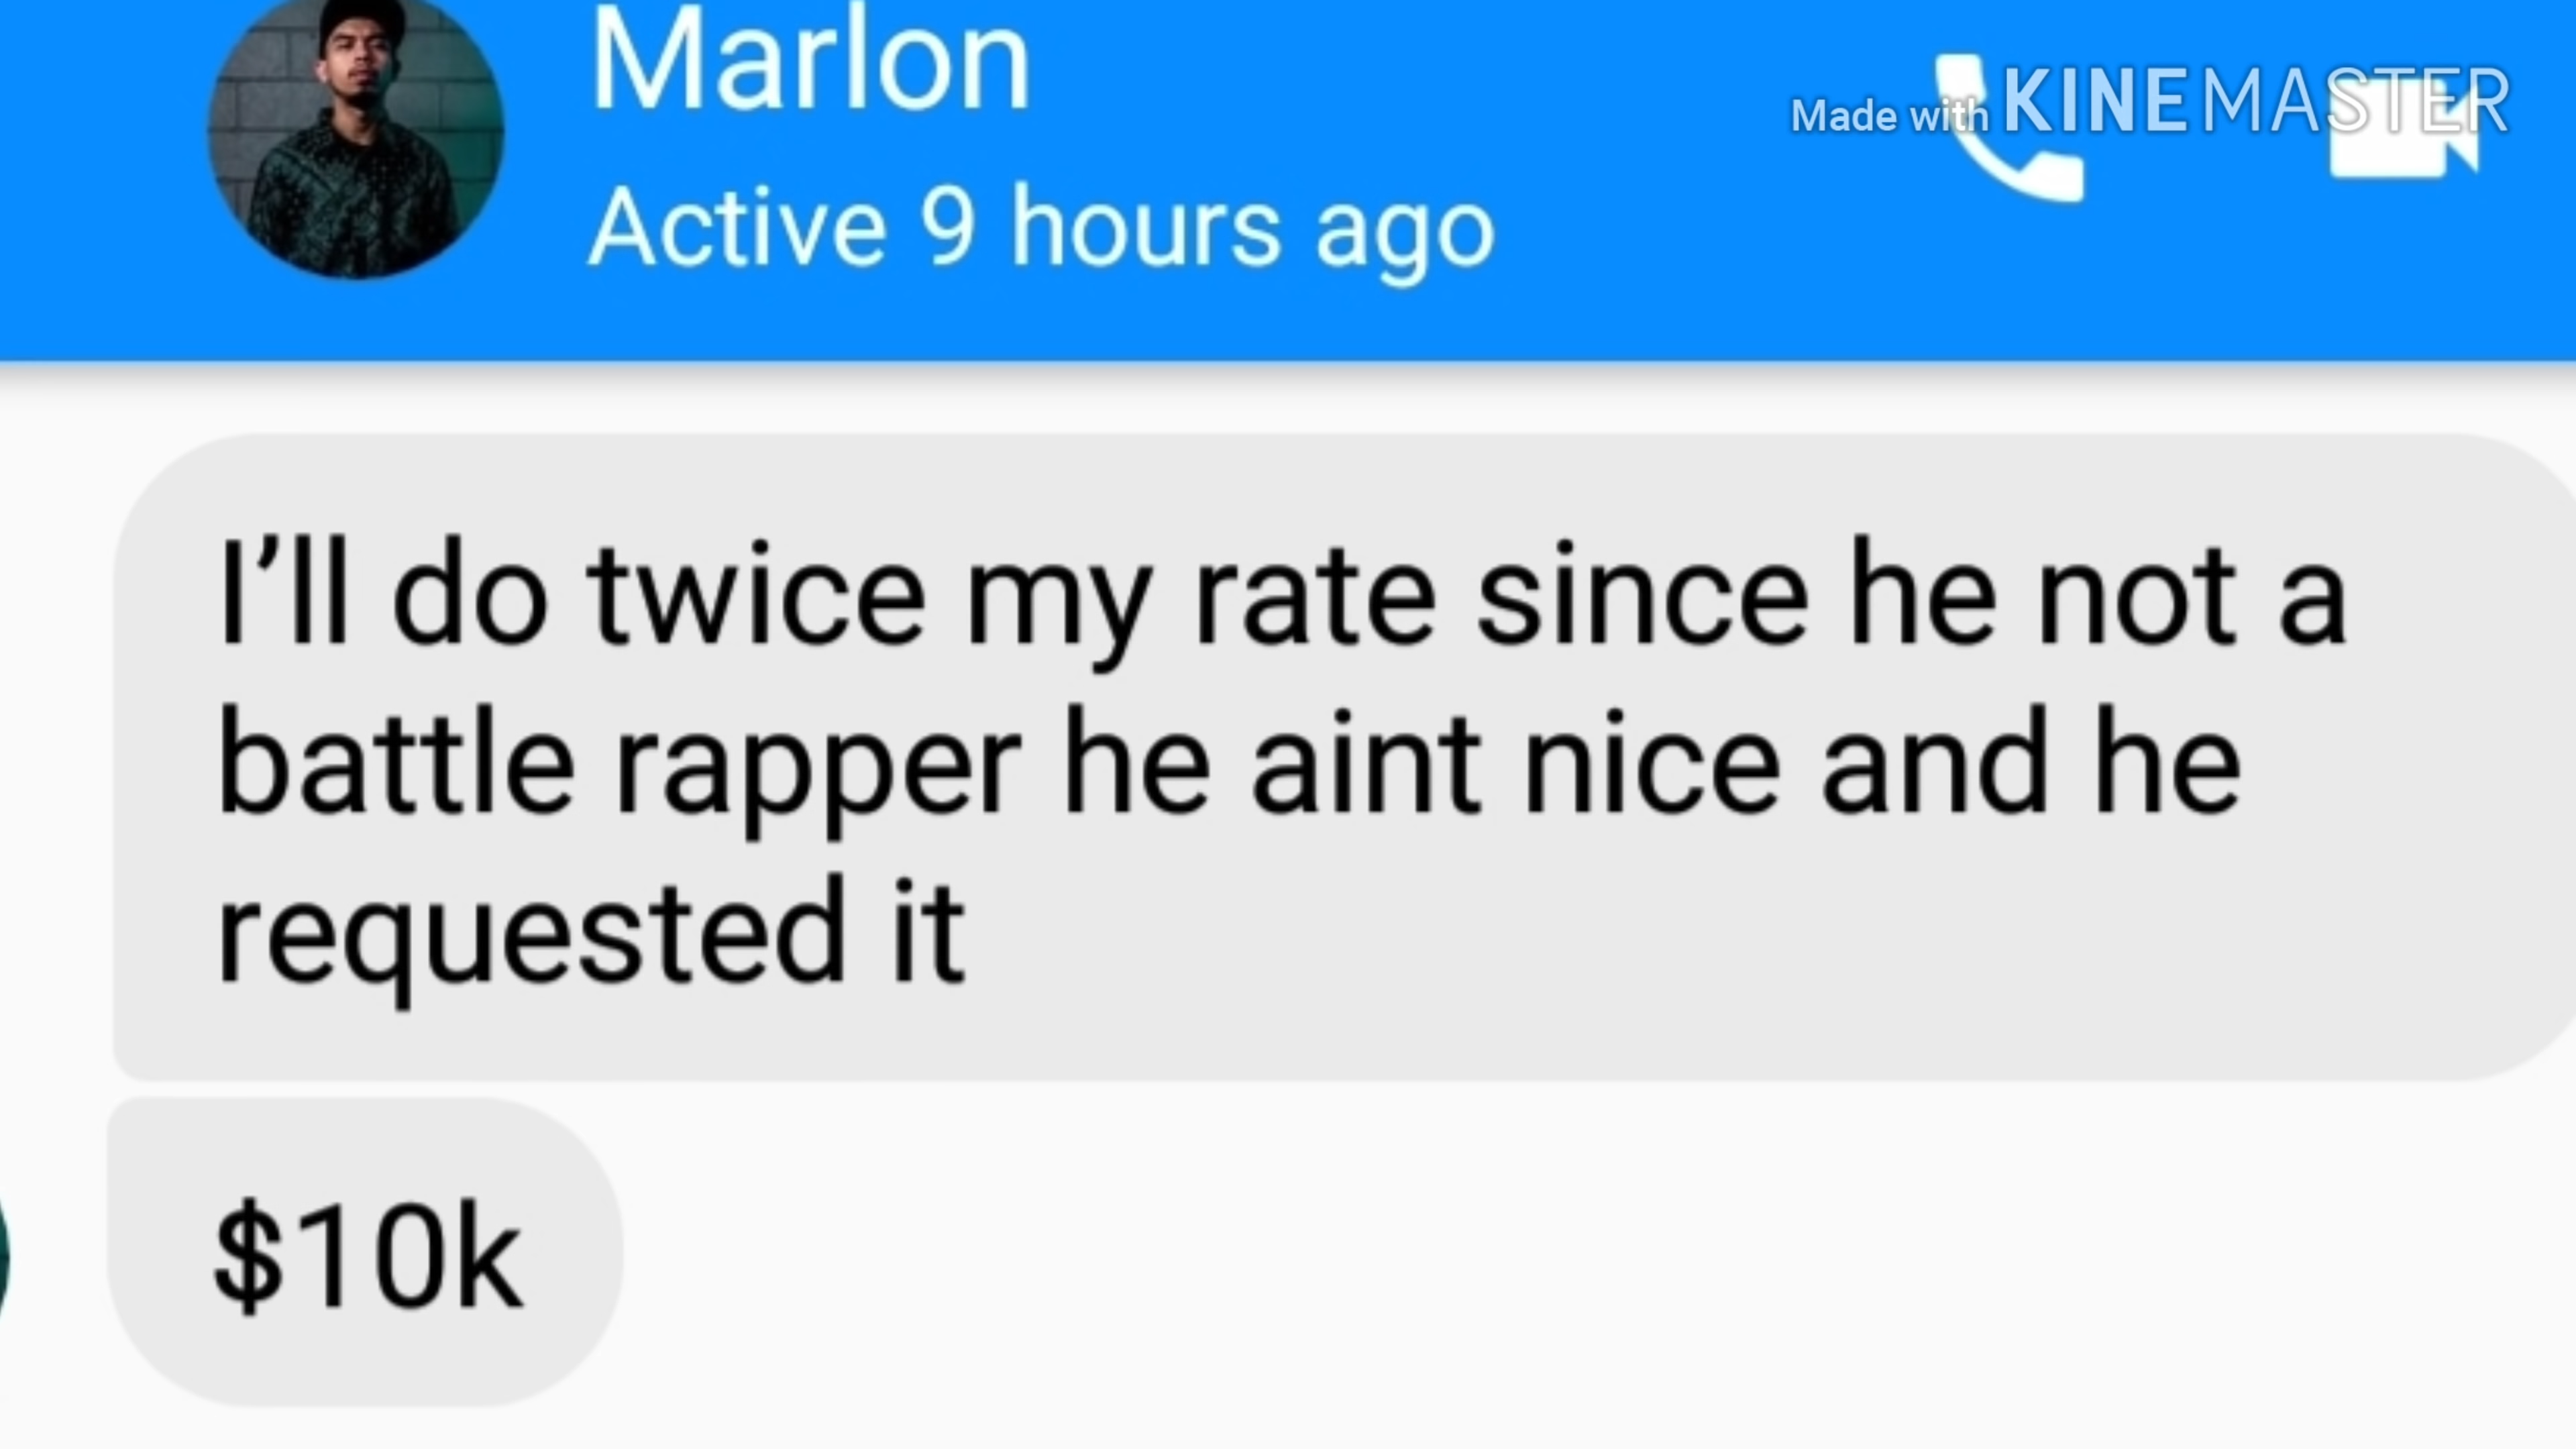 Marlon
Made with KINEMASTER
Active 9 hours ago
I’ll do twice my rate since he not a
battle rapper he aint nice and he
requested it
$10k